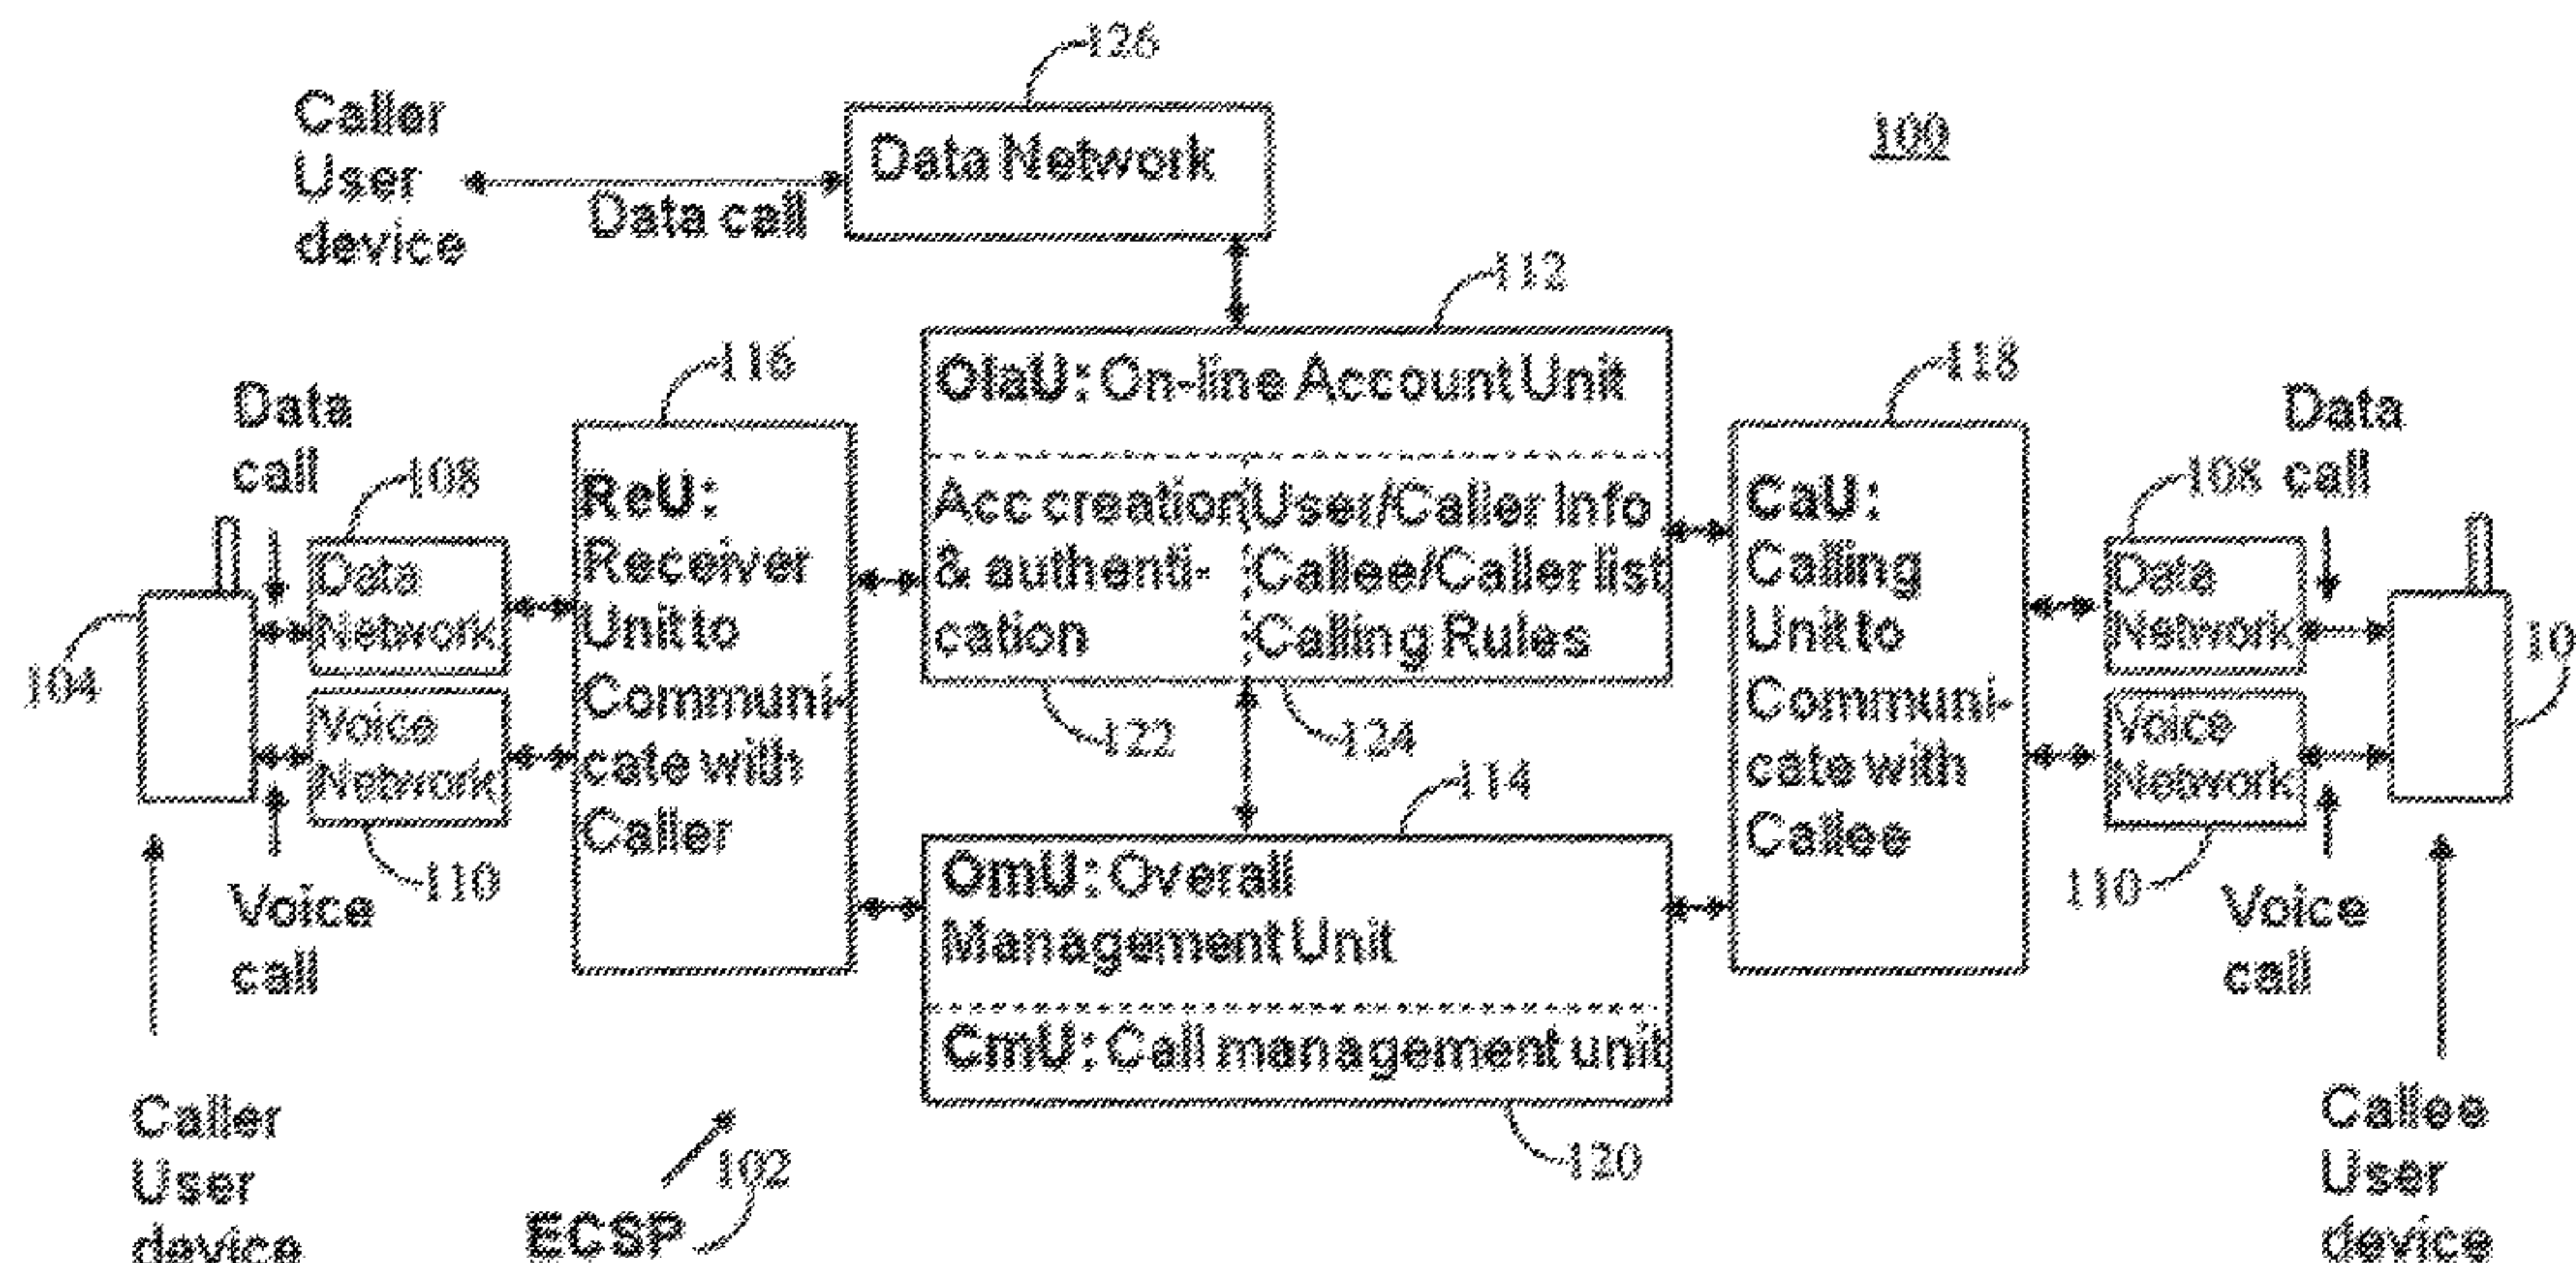 126
Caller
User
device
Data call
Data Network
100
112
116
118
OlaU: On-line Account Unit
Acc creation
& authenti-
cation
User/Caller Info
Callee/Caller list
Calling Rules
122
124
Data
call
108
Data
Network
Voice
Network
104
110
Voice
call
ReU:
Receiver
Unit to
Communi-
cate with
Caller
114
OmU: Overall
Management Unit
CmU: Call management unit
120
CaU:
Calling
Unit to
Communi-
cate with
Callee
Data
call
108
Data
Network
Voice
Network
10
110
Voice
call
Caller
User
device
102
ECSP
Callee
User
device